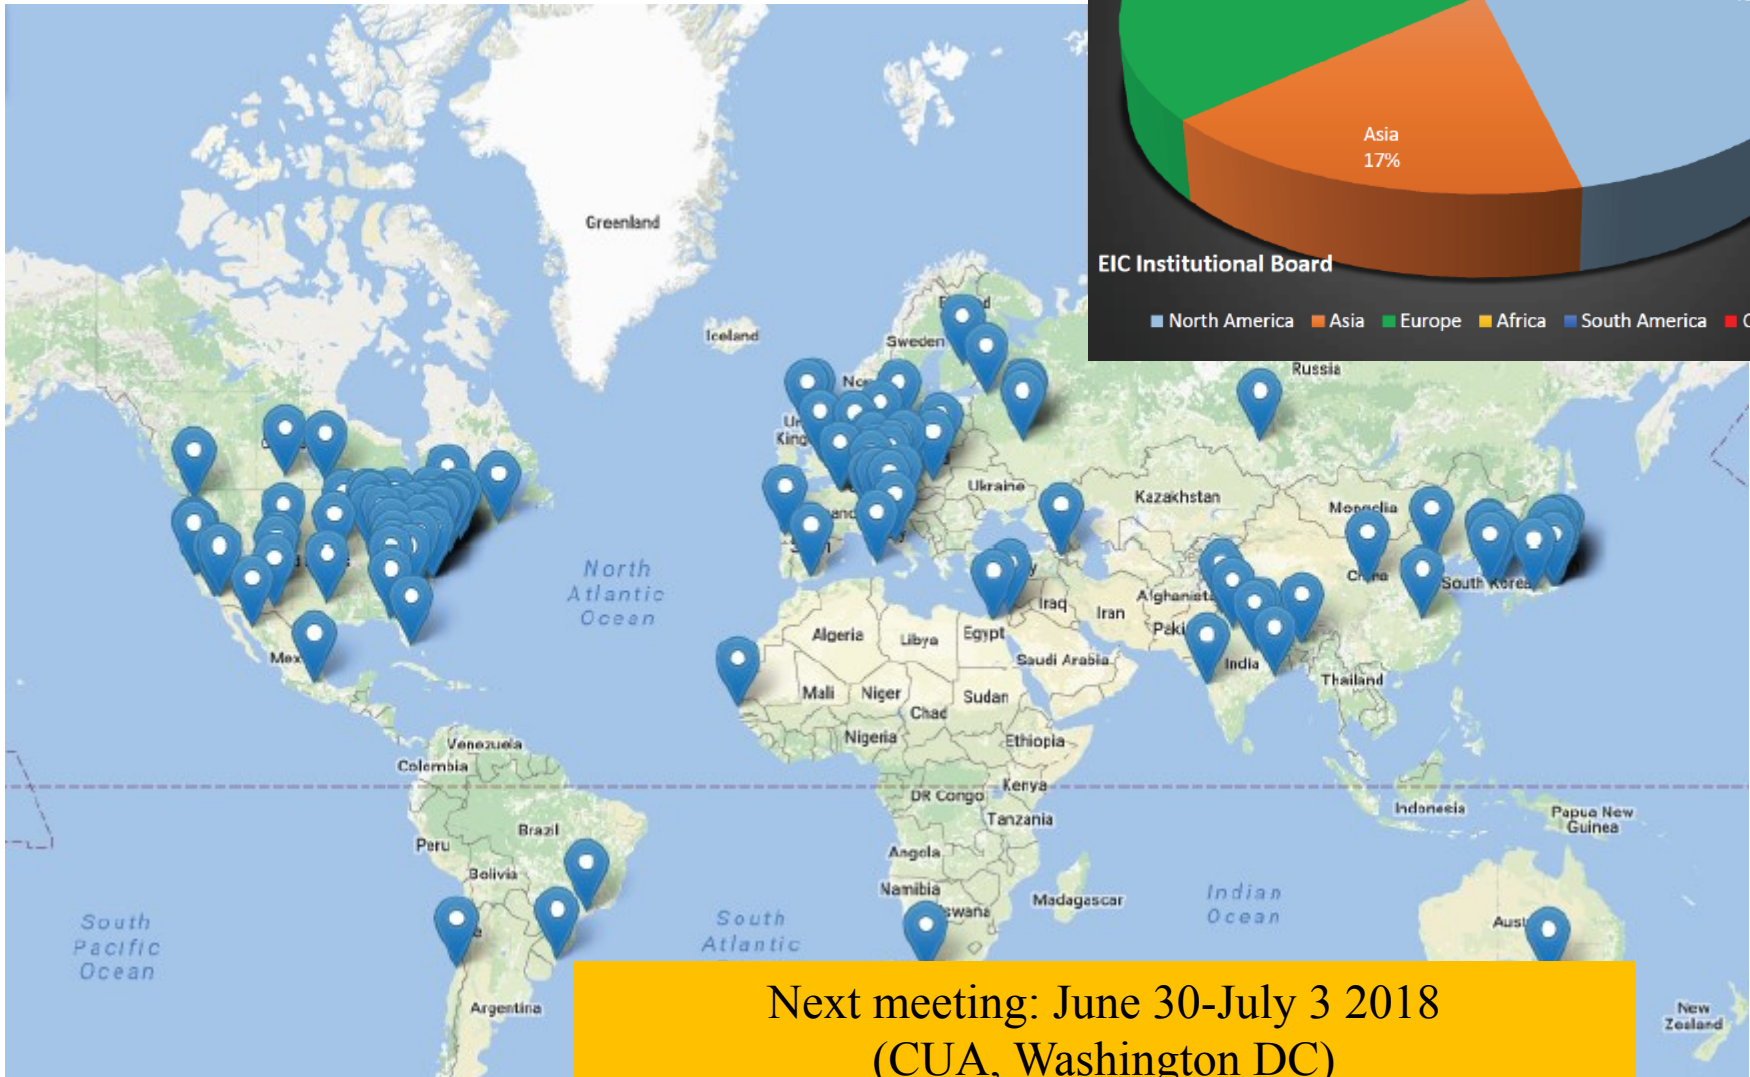 Asia
17%
EIC Institutional Board
North America Asia Europe Africa South America
Greenland
Iceland
Sweden
Russia
Ukraine
Kazakhstan
Mongolia
South Korea
North
Atlantic
Ocean
Iraq
Iran
Algeria
Libya
Egypt
Saudi Arabia
India
Thailand
Mali
Niger
Chad
Sudan
Nigeria
Ethiopia
Venezuela
Colombia
DR Congo
Kenya
Tanzania
Indonesia
Papua New
Guinea
Brazil
Peru
Bolivia
Angola
Namibia
Madagascar
Indian
Ocean
South
Pacific
Ocean
South
Atlantic
Argentina
New
Zealand
Next meeting: June 30-July 3 2018
(CUA, Washington DC)